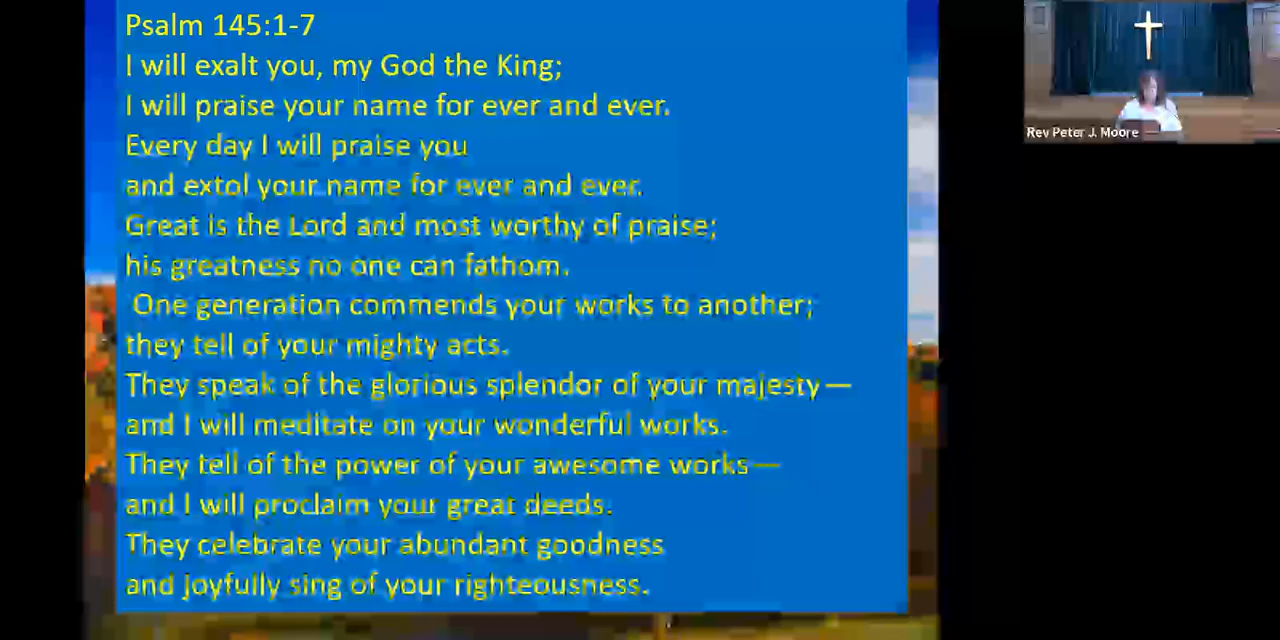 Psalm 145:1-7
I will exalt you, my God the King;
I will praise your name for ever and ever.
Every day I will praise you
and extol your name for ever and ever.
Great is the Lord and most worthy of praise;
his greatness no one can fathom.
One generation commends your works to another;
they tell of your mighty acts.
They speak of the glorious splendor of your majesty—
and I will meditate on your wonderful works.
They tell of the power of your awesome works—
and I will proclaim your great deeds.
They celebrate your abundant goodness
and joyfully sing of your righteousness.
Rev Peter J. Moore